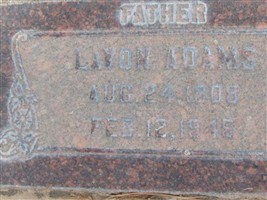 FATHER
LAVON ADAMS
AUG. 24, 1908
FEB. 12, 1945